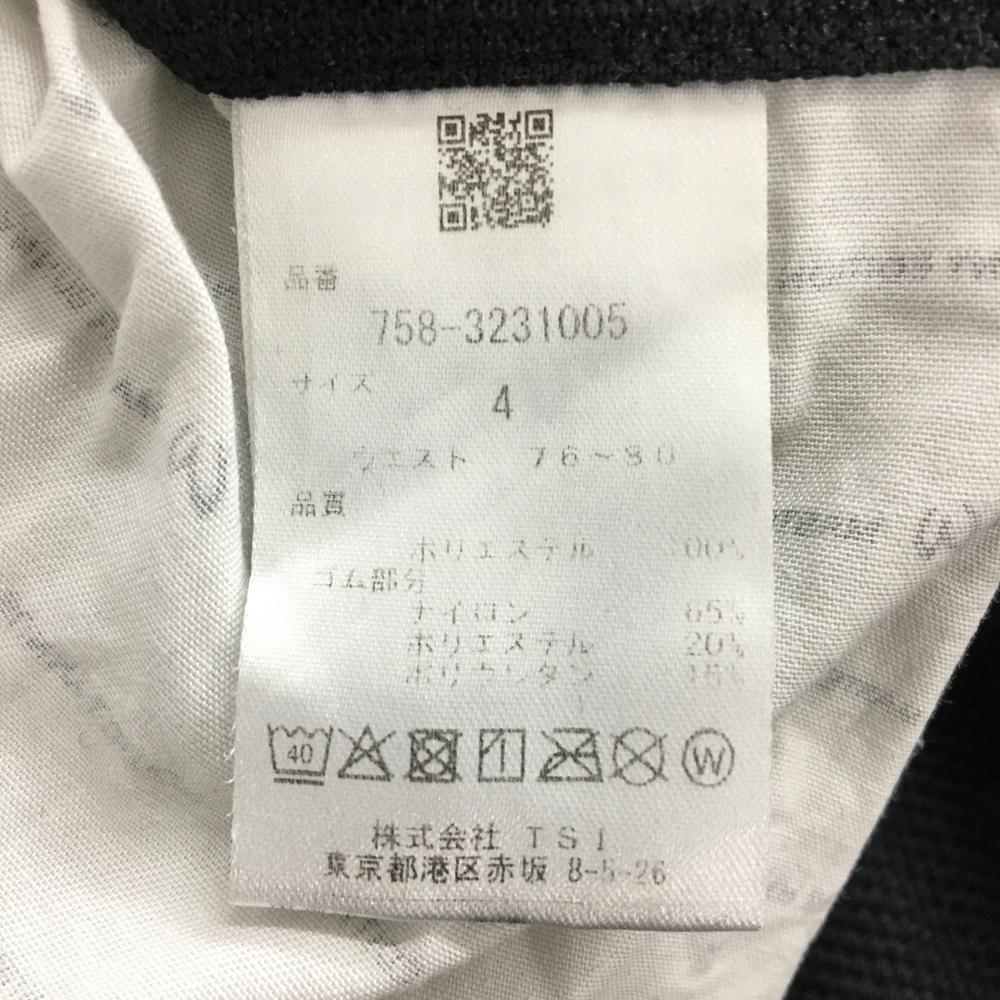 品番
758-3231005
サイズ
4
ウエスト 76~80
品質
ポリエステル 100%
ゴム部分
ナイロン 65%
ポリエステル 20%
ポリウレタン 15%
40
W
株式会社 TSI
東京都港区赤坂 8-5-26